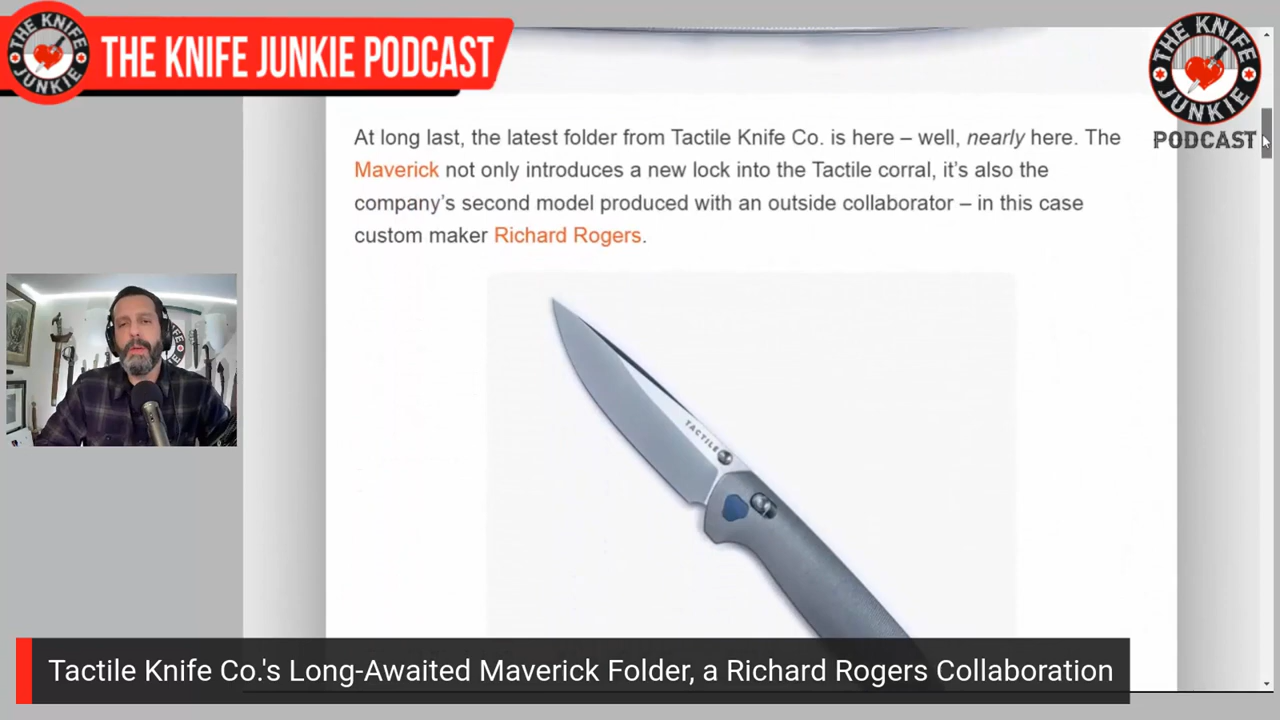 THE KNIFE JUNKIE
THE KNIFE JUNKIE PODCAST
THE KNIFE JUNKIE
PODCAST
At long last, the latest folder from Tactile Knife Co. is here – well, nearly here. The
Maverick not only introduces a new lock into the Tactile corral, it’s also the
company’s second model produced with an outside collaborator – in this case
custom maker Richard Rogers.
TACTILE
Tactile Knife Co.'s Long-Awaited Maverick Folder, a Richard Rogers Collaboration